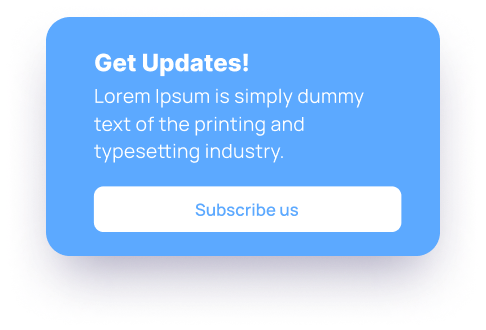 Get Updates!
Lorem Ipsum is simply dummy
text of the printing and
typesetting industry.
Subscribe us